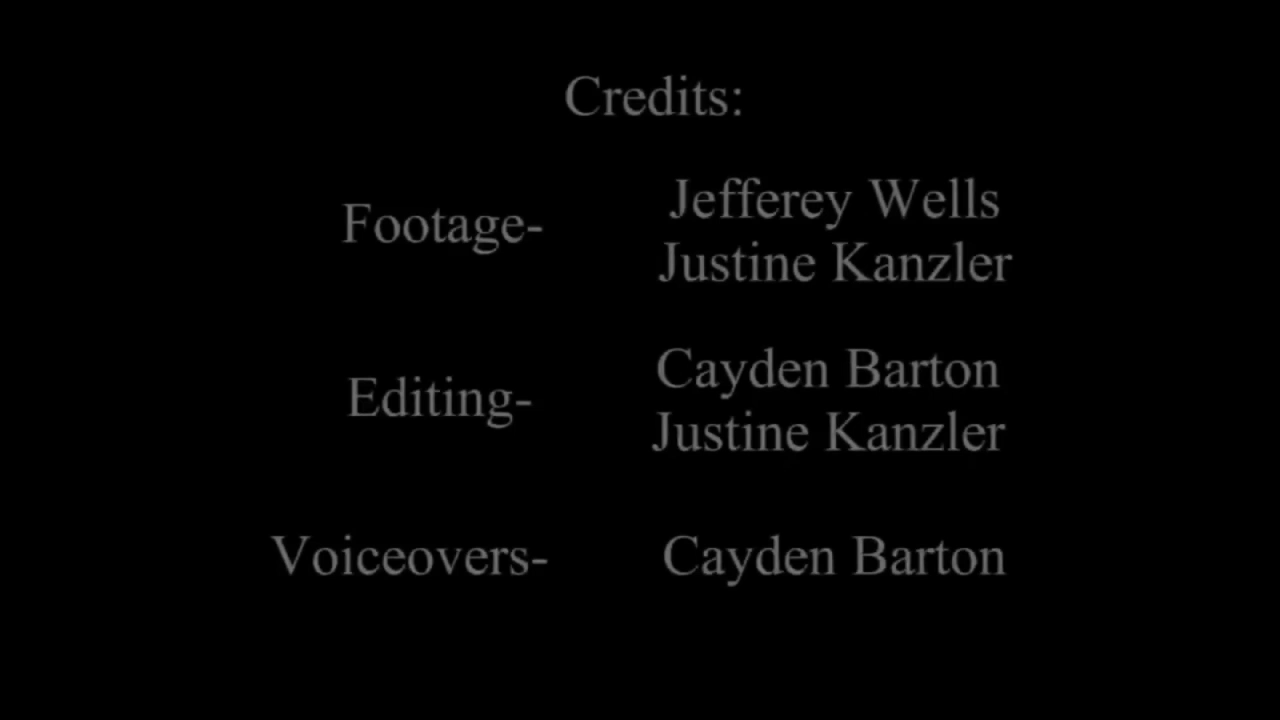 Credits:
Footage-
Jefferey Wells
Justine Kanzler
Editing-
Cayden Barton
Justine Kanzler
Voiceovers-
Cayden Barton